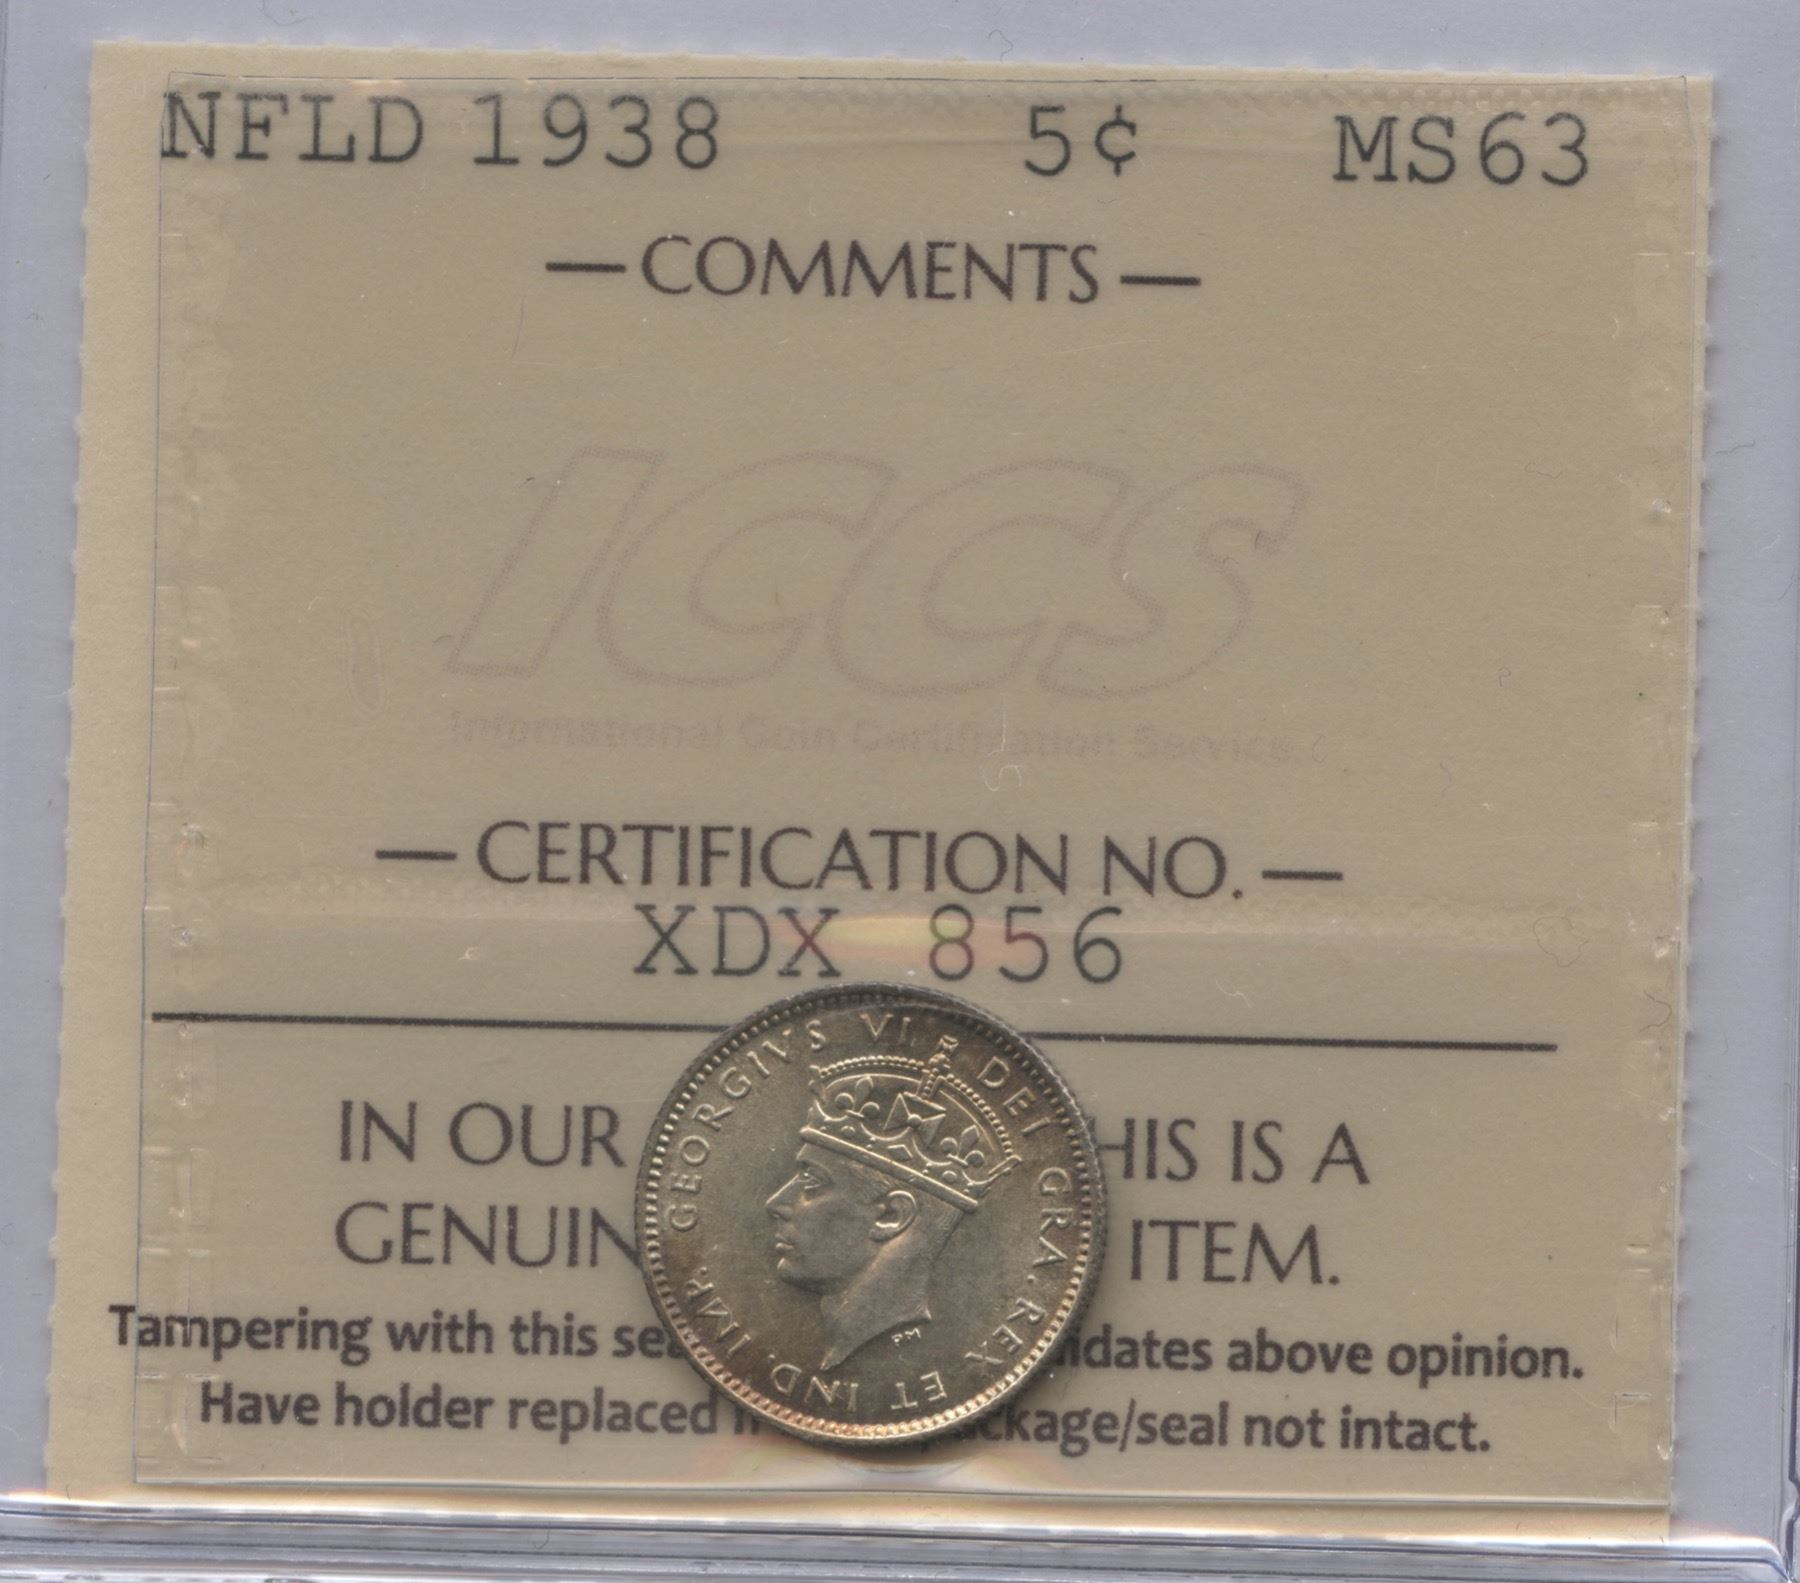 NFLD 1938 5¢ MS63
—COMMENTS—
ICCS
International Coin Certification Service
—CERTIFICATION NO.—
XDX 856
GEORGIVS VI DEI GRA. REX ET IND. IMP.
PM
IN OUR HIS IS A
GENUIN ITEM.
Tampering with this se idates above opinion.
Have holder replaced ckage/seal not intact.